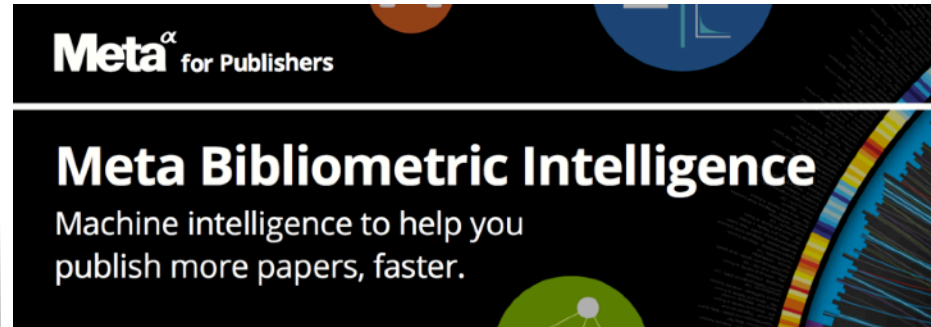 Meta^α for Publishers
Meta Bibliometric Intelligence
Machine intelligence to help you
publish more papers, faster.